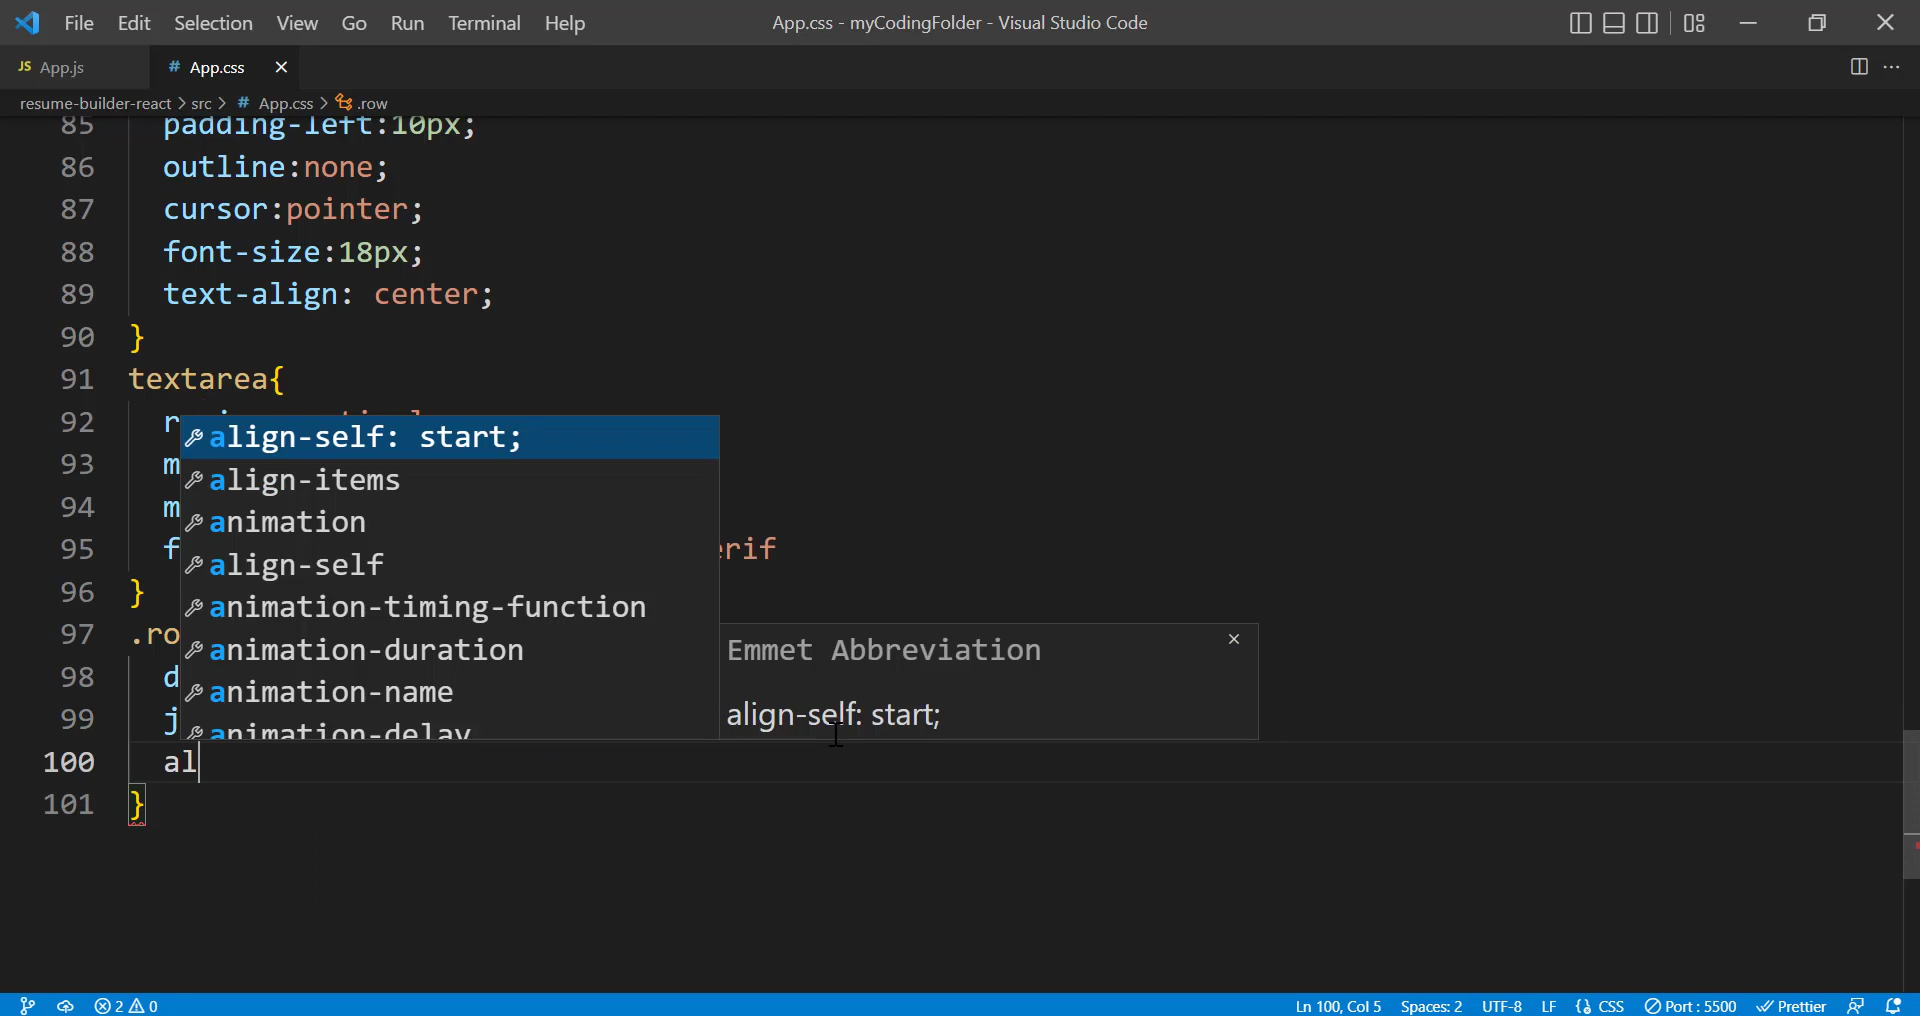 File Edit Selection View Go Run Terminal Help App.css - myCodingFolder - Visual Studio Code
JS App.js # App.css
resume-builder-react > src > # App.css > .row
85 padding-left:10px;
86 outline:none;
87 cursor:pointer;
88 font-size:18px;
89 text-align: center;
90 }
91 textarea{
92 r
align-self: start;
93 m
align-items
94 m
animation
95 f erif
align-self
96 }
animation-timing-function
97 .ro
animation-duration
Emmet Abbreviation
98 d
animation-name
align-self: start;
99 j
animation-delay
100 al
101 }
2 0 Ln 100, Col 5 Spaces: 2 UTF-8 LF {} CSS Port : 5500 Prettier